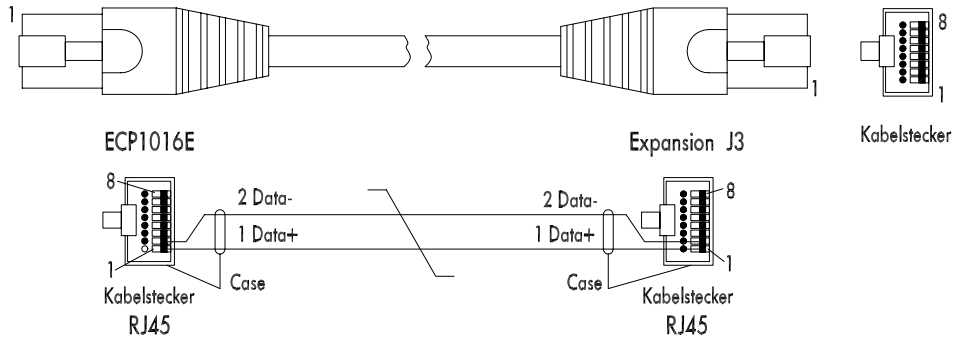 1
8
1
1
Kabelstecker
ECP1016E
Expansion J3
8
2 Data-
2 Data-
8
1 Data+
1 Data+
1
Case
Case
1
Kabelstecker
Kabelstecker
RJ45
RJ45